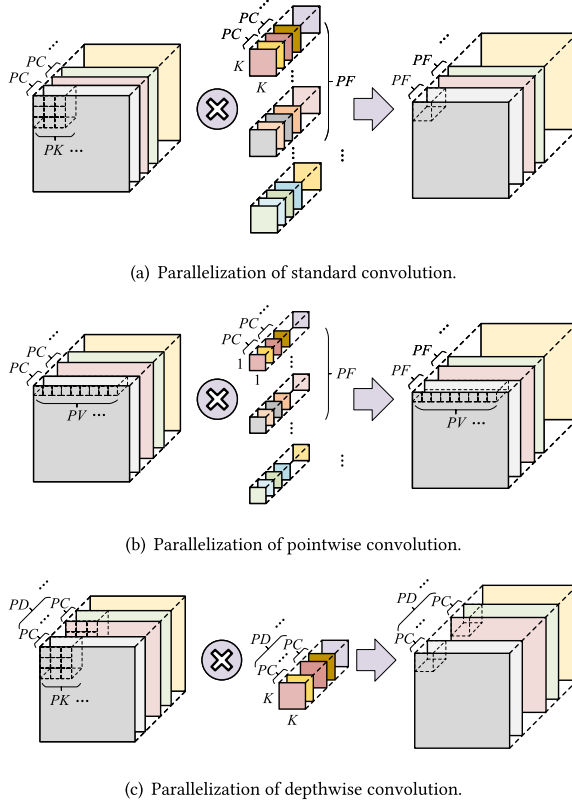 PC
PC
PK ...
PC
PC
K
K
PF
PF
PF
(a) Parallelization of standard convolution.
PC
PC
PV ...
PC
PC
1
1
PF
PF
PF
PV ...
(b) Parallelization of pointwise convolution.
PD
PC
PC
PK ...
PD
PC
PC
K
K
PD
PC
PC
(c) Parallelization of depthwise convolution.